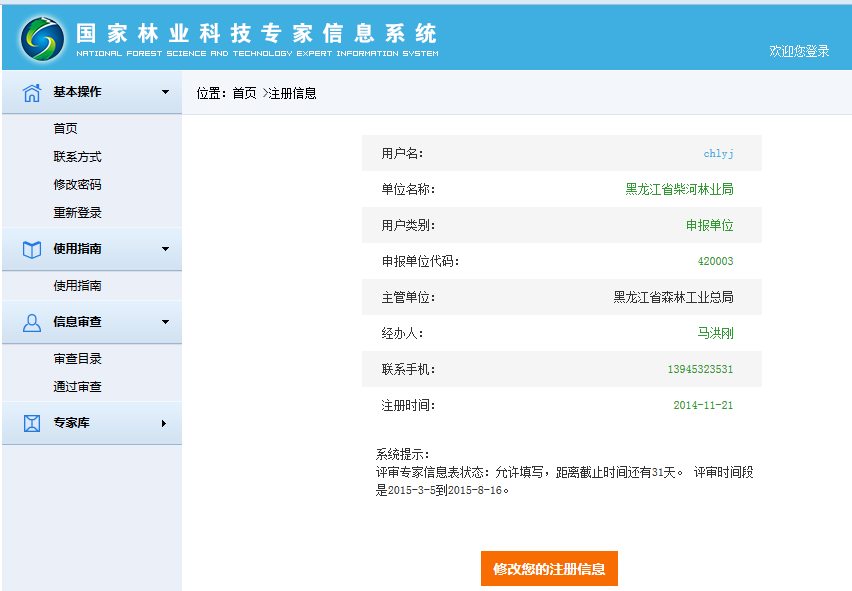 国家林业科技专家信息系统
NATIONAL FOREST SCIENCE AND TECHNOLOGY EXPERT INFORMATION SYSTEM
欢迎您登录
基本操作
首页
联系方式
修改密码
重新登录
使用指南
使用指南
信息审查
审查目录
通过审查
专家库
位置：首页 >注册信息
用户名： chlyj
单位名称： 黑龙江省柴河林业局
用户类别： 申报单位
申报单位代码： 420003
主管单位： 黑龙江省森林工业总局
经办人： 马洪刚
联系手机： 13945323531
注册时间： 2014-11-21
系统提示：
评审专家信息表状态：允许填写，距离截止时间还有31天。 评审时间段
是2015-3-5到2015-8-16。
修改您的注册信息